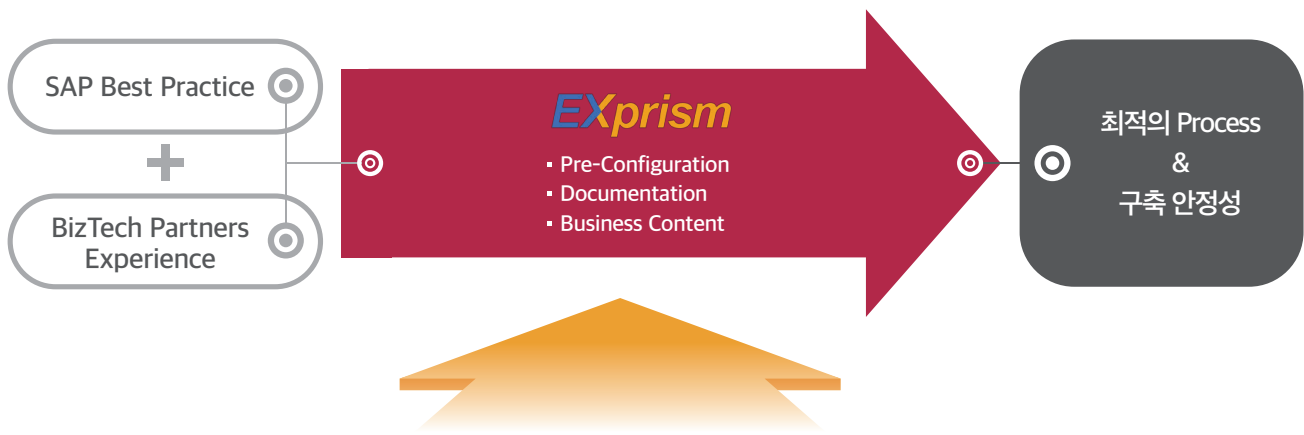 SAP Best Practice
BizTech Partners
Experience
EXprism
▪ Pre-Configuration
▪ Documentation
▪ Business Content
최적의 Process
&
구축 안정성